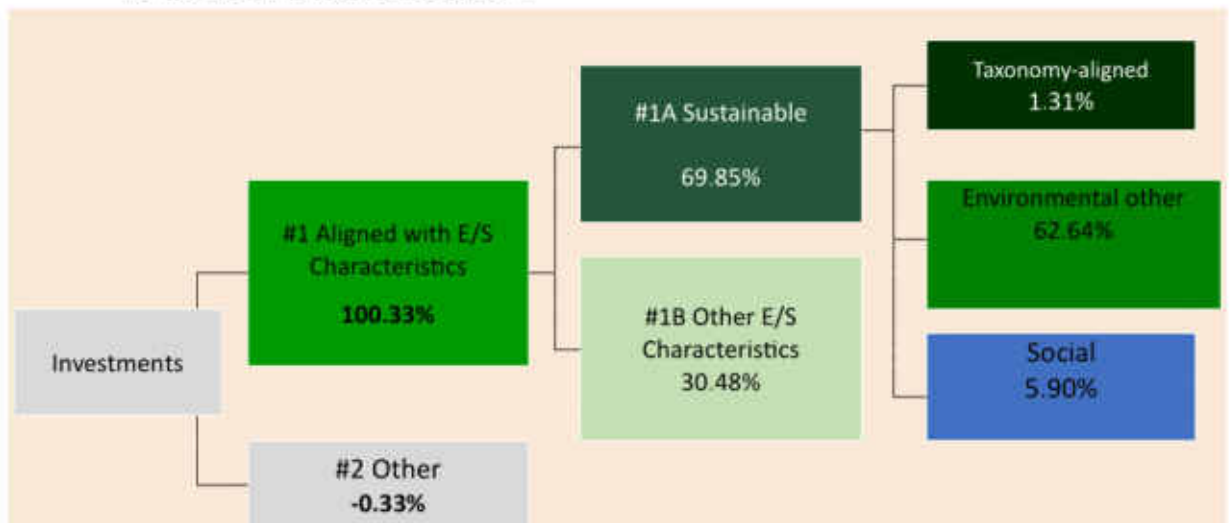 Investments
#1 Aligned with E/S
Characteristics
100.33%
#2 Other
-0.33%
#1A Sustainable
69.85%
#1B Other E/S
Characteristics
30.48%
Taxonomy-aligned
1.31%
Environmental other
62.64%
Social
5.90%